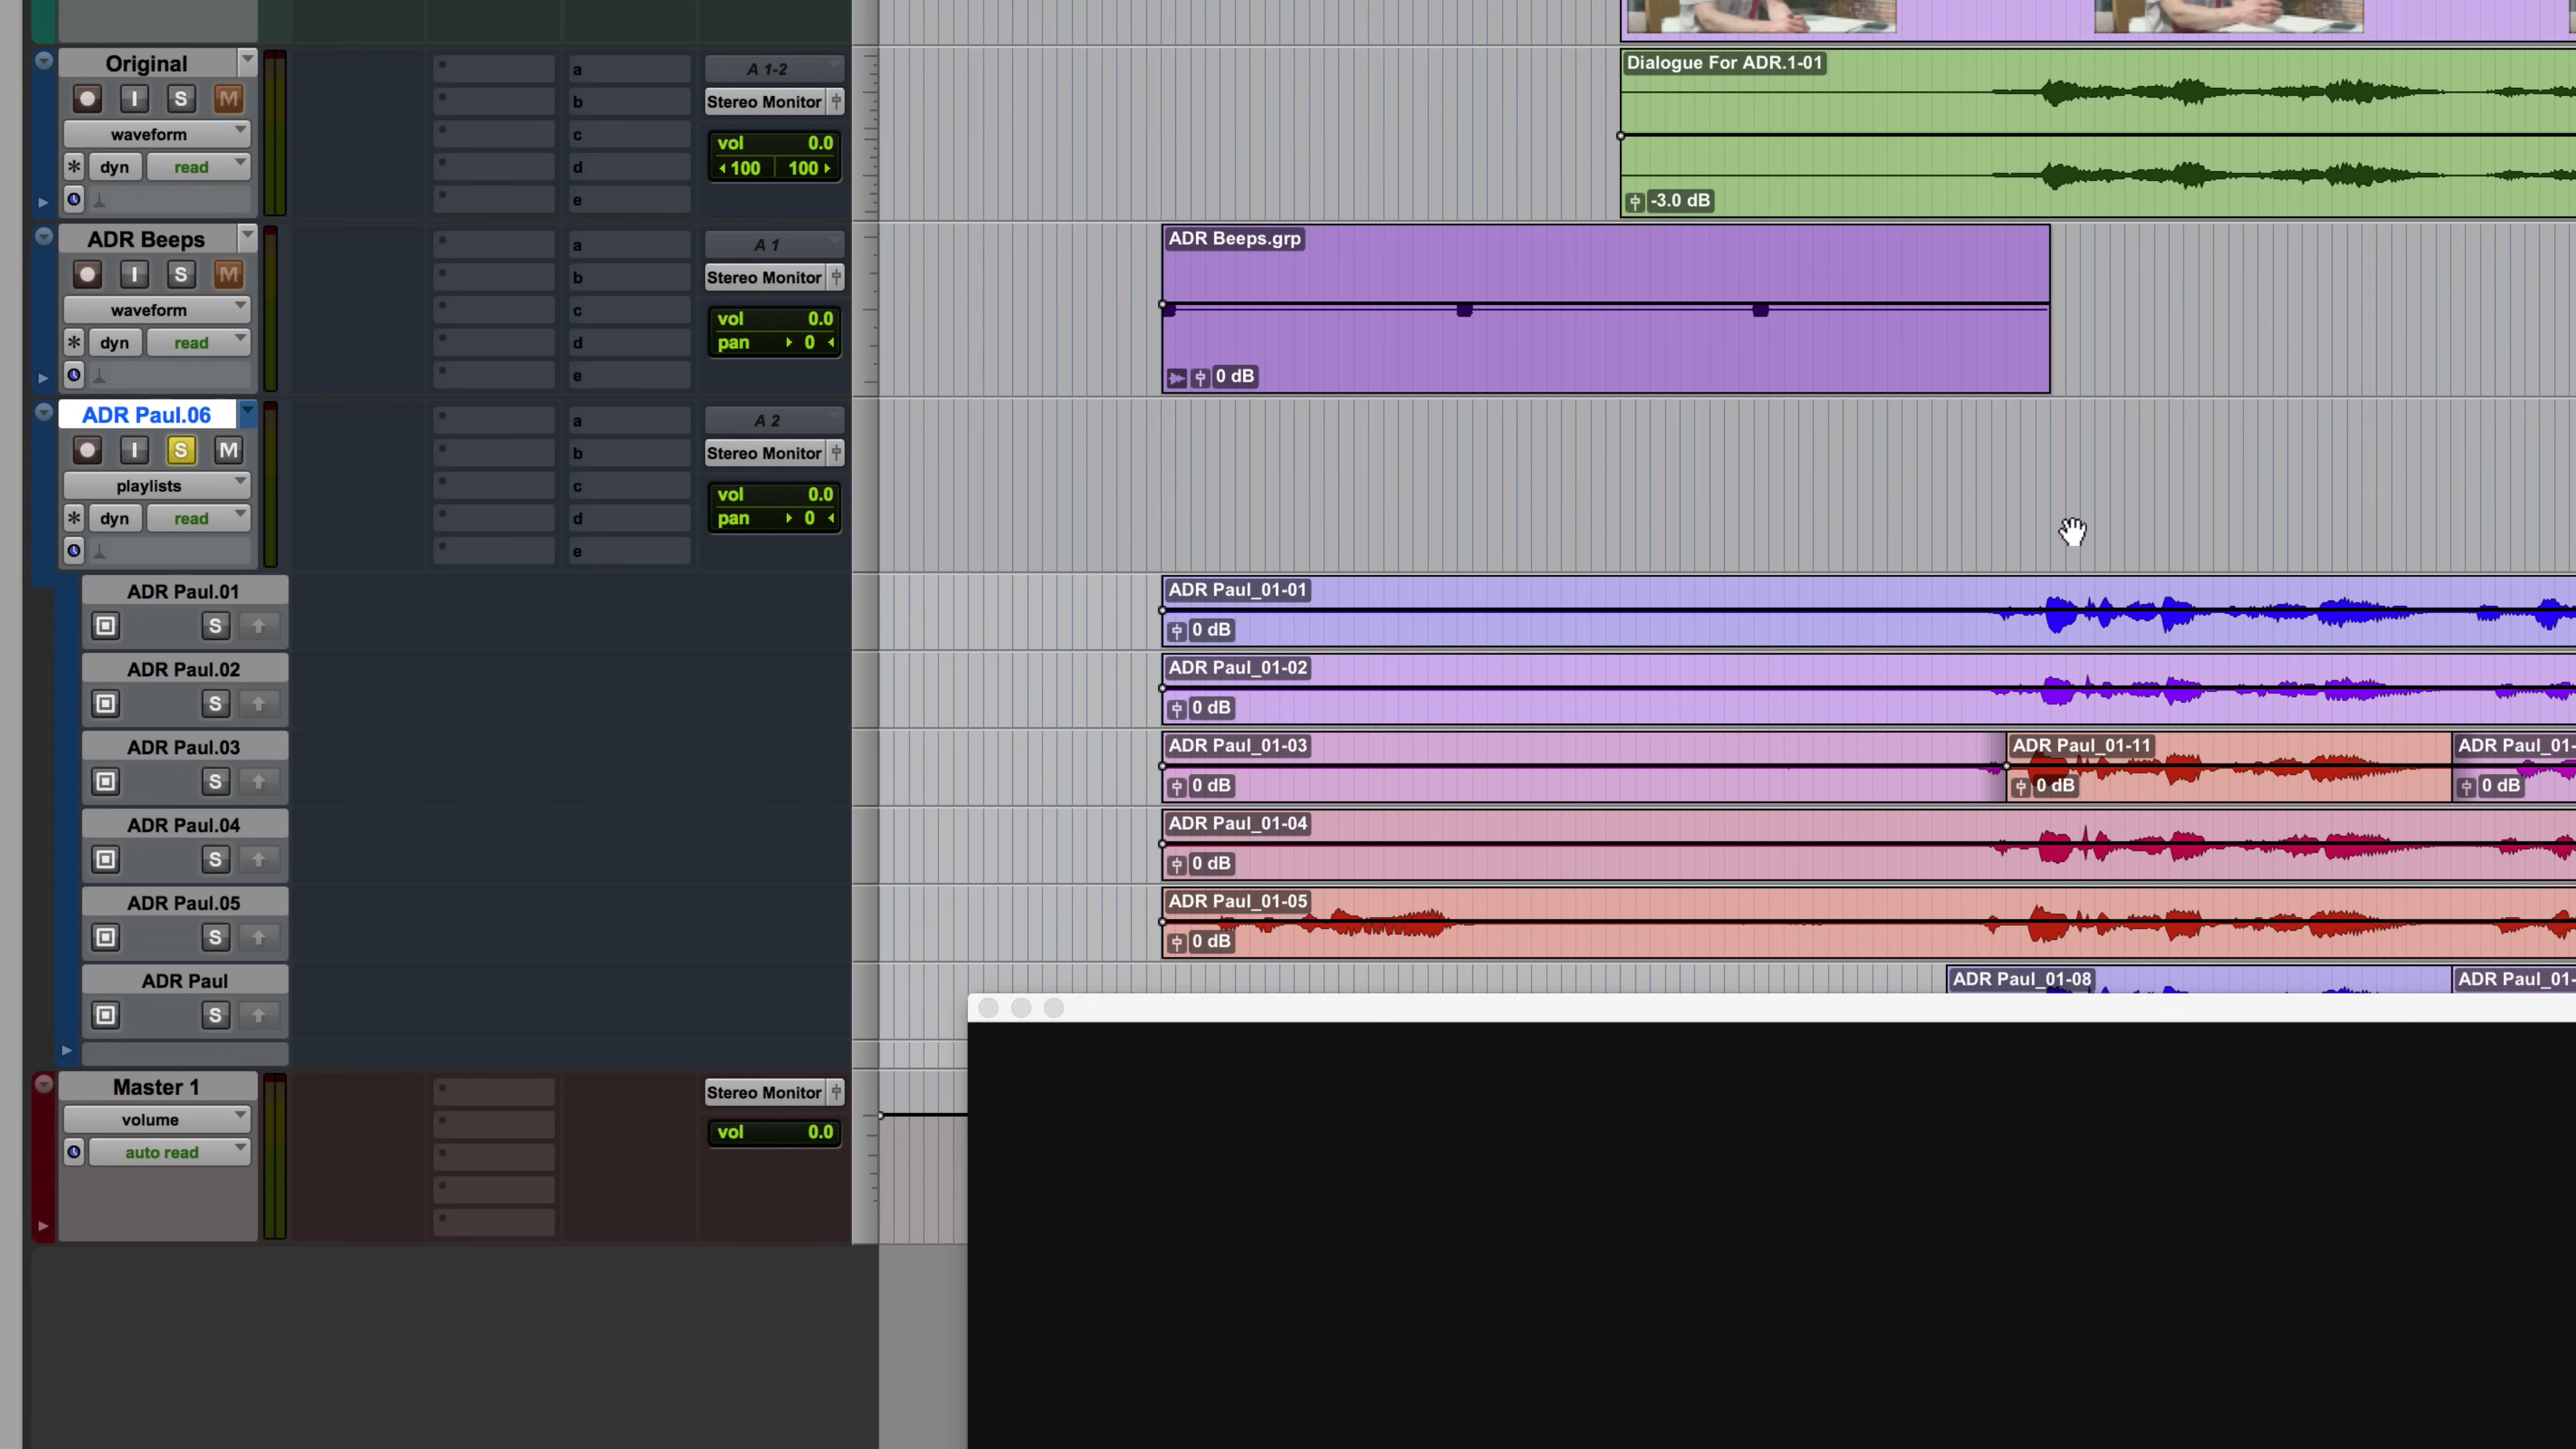 Original
I S M
waveform
* dyn read
a
b
c
d
e
A 1-2
Stereo Monitor
vol 0.0
100 100
Dialogue For ADR.1-01
-3.0 dB
ADR Beeps
I S M
waveform
* dyn read
a
b
c
d
e
A 1
Stereo Monitor
vol 0.0
pan 0
ADR Beeps.grp
0 dB
ADR Paul.06
I S M
playlists
* dyn read
a
b
c
d
e
A 2
Stereo Monitor
vol 0.0
pan 0
ADR Paul.01
S
ADR Paul_01-01
0 dB
ADR Paul.02
S
ADR Paul_01-02
0 dB
ADR Paul.03
S
ADR Paul_01-03
0 dB
ADR Paul_01-11
0 dB
ADR Paul_01-
0 dB
ADR Paul.04
S
ADR Paul_01-04
0 dB
ADR Paul.05
S
ADR Paul_01-05
0 dB
ADR Paul
S
ADR Paul_01-08
ADR Paul_01-
Master 1
volume
auto read
Stereo Monitor
vol 0.0